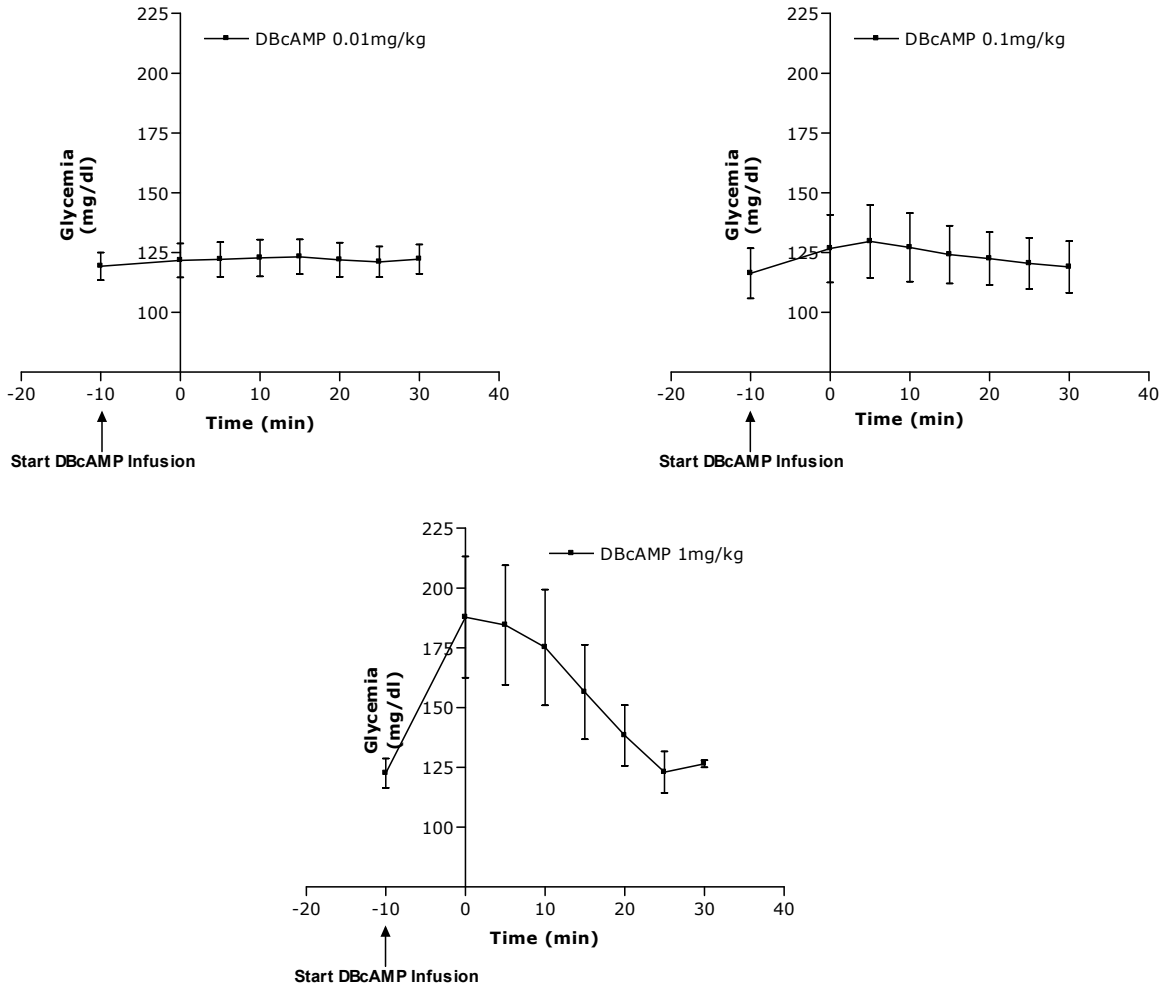 225
DBcAMP 0.01mg/kg
200
175
150
Glycemia
(mg/dl)
125
100
-20 -10 0 10 20 30 40
Time (min)
Start DBcAMP Infusion
225
DBcAMP 0.1mg/kg
200
175
150
Glycemia
(mg/dl)
125
100
-20 -10 0 10 20 30 40
Time (min)
Start DBcAMP Infusion
225
DBcAMP 1mg/kg
200
175
150
Glycemia
(mg/dl)
125
100
-20 -10 0 10 20 30 40
Time (min)
Start DBcAMP Infusion